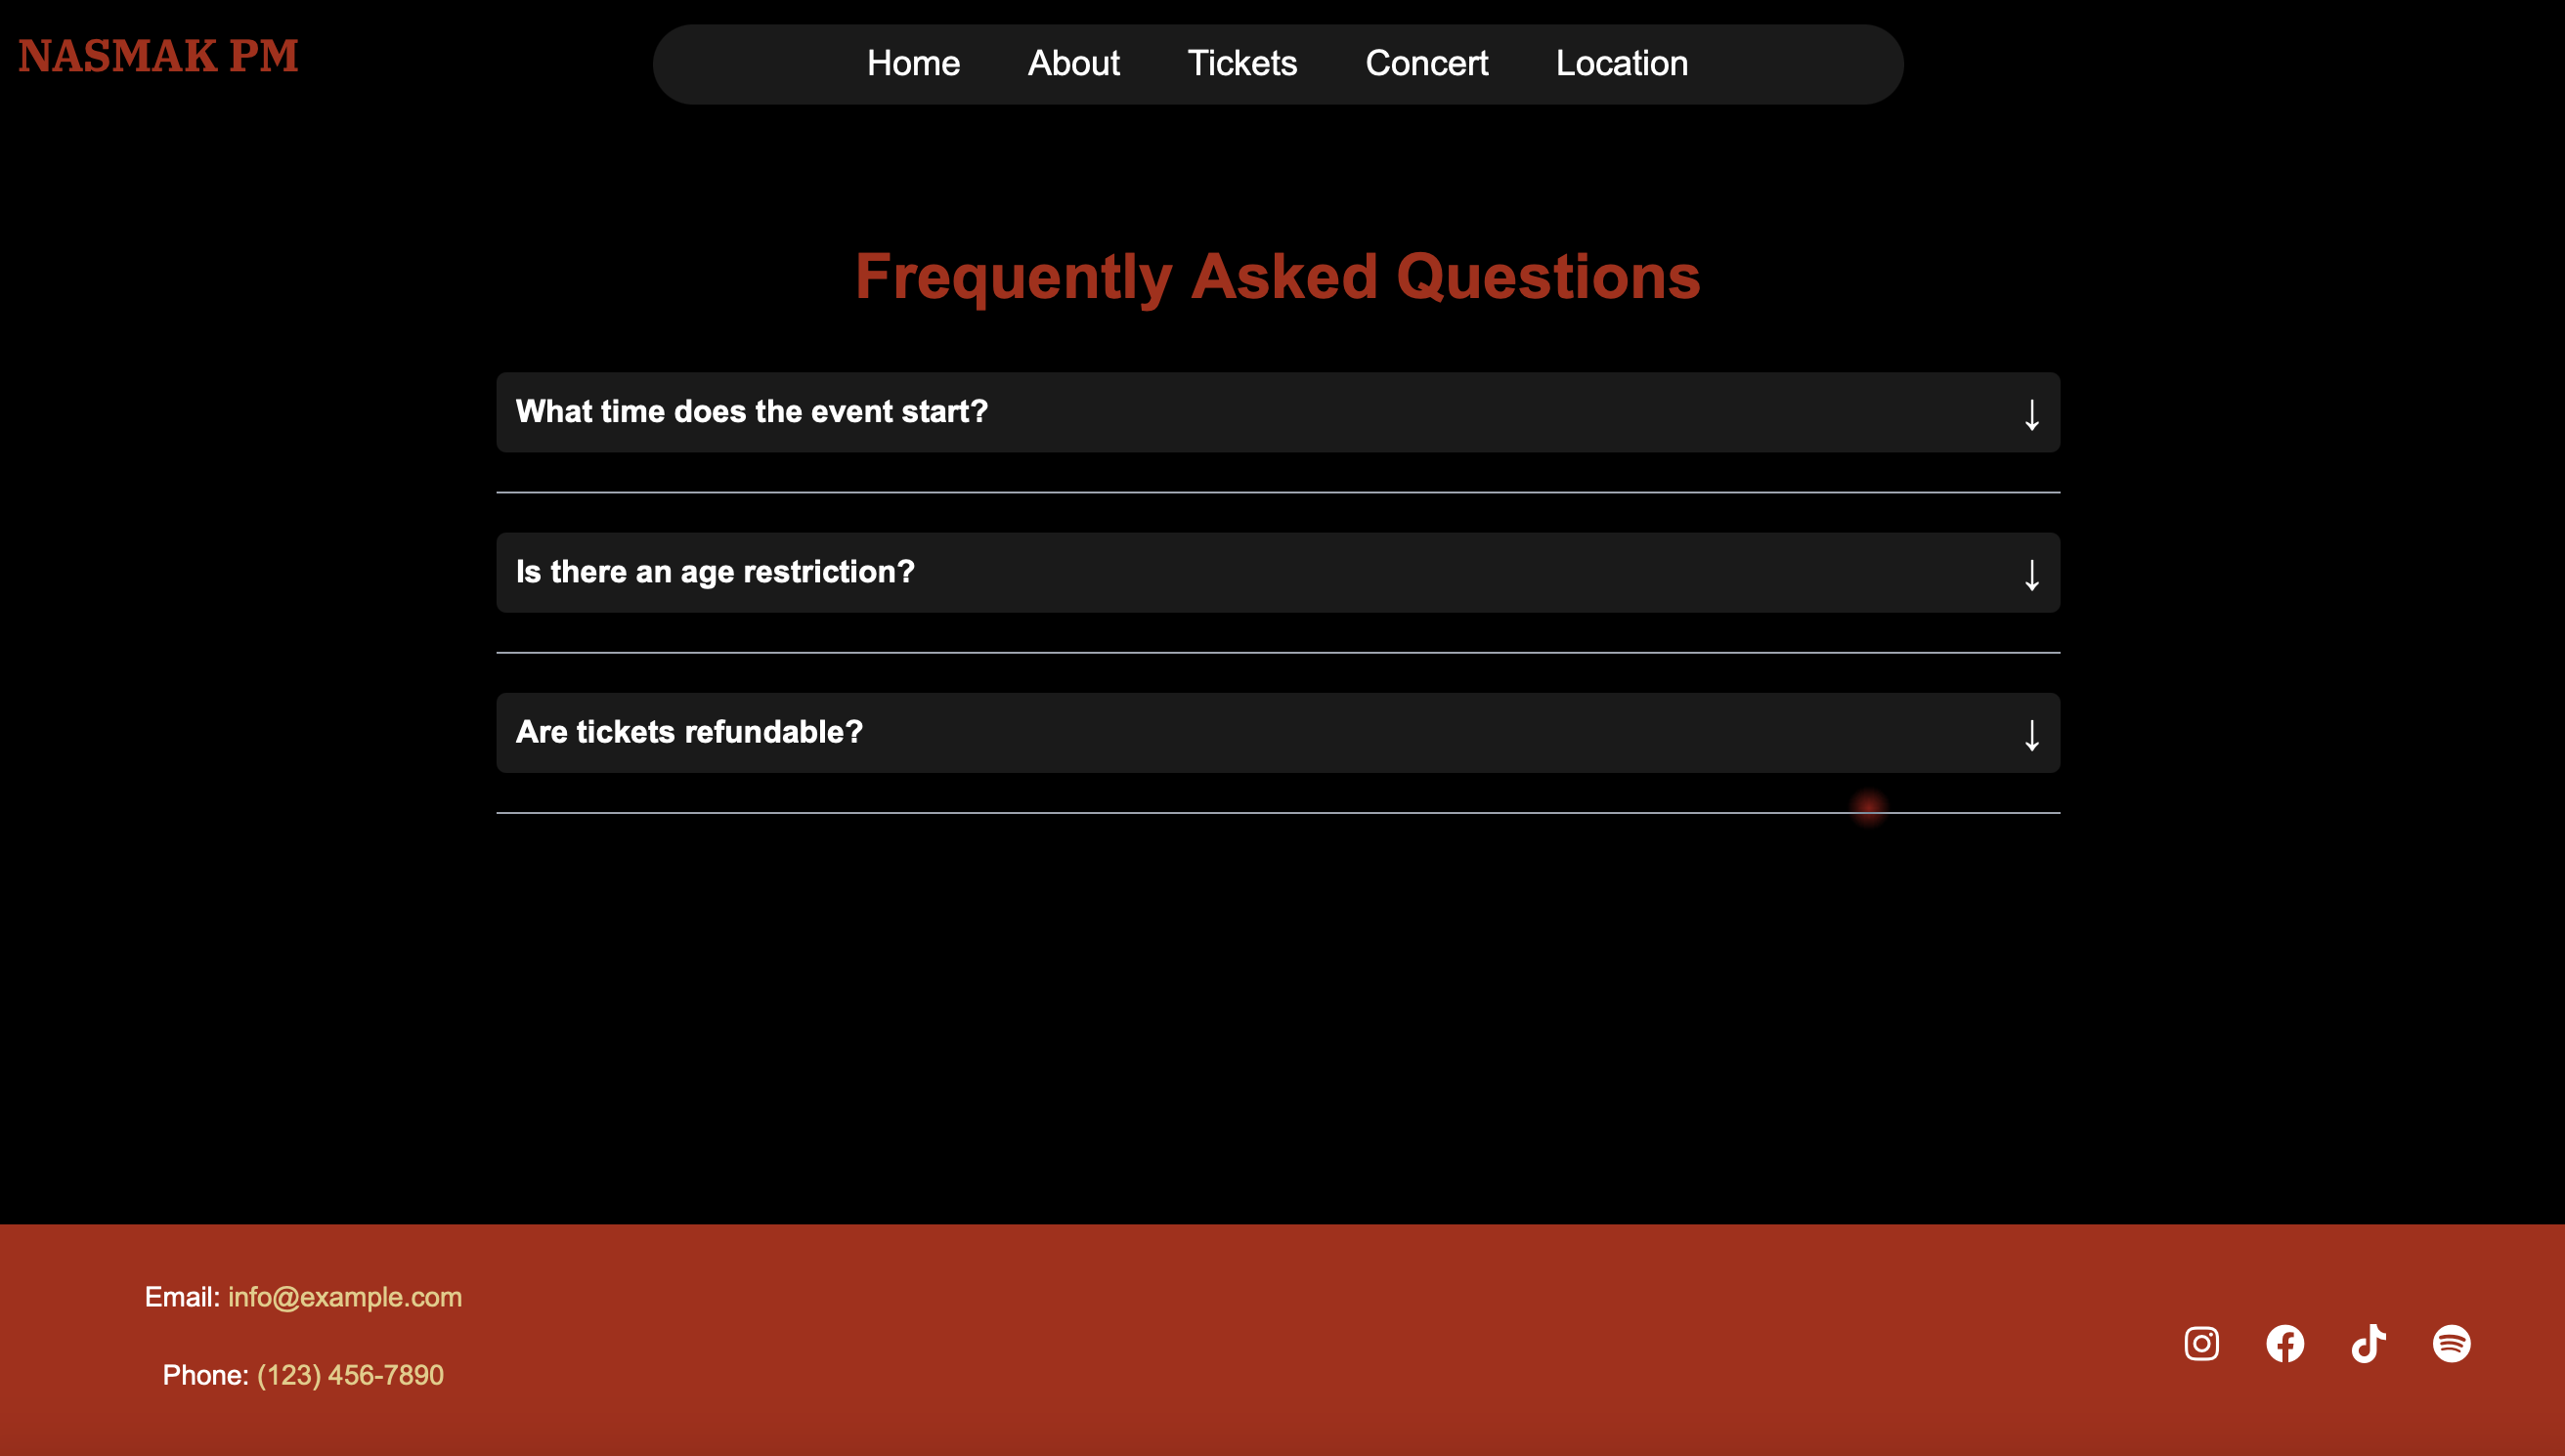 NASMAK PM
Home About Tickets Concert Location
Frequently Asked Questions
What time does the event start? ↓
Is there an age restriction? ↓
Are tickets refundable? ↓
Email: info@example.com
Phone: (123) 456-7890